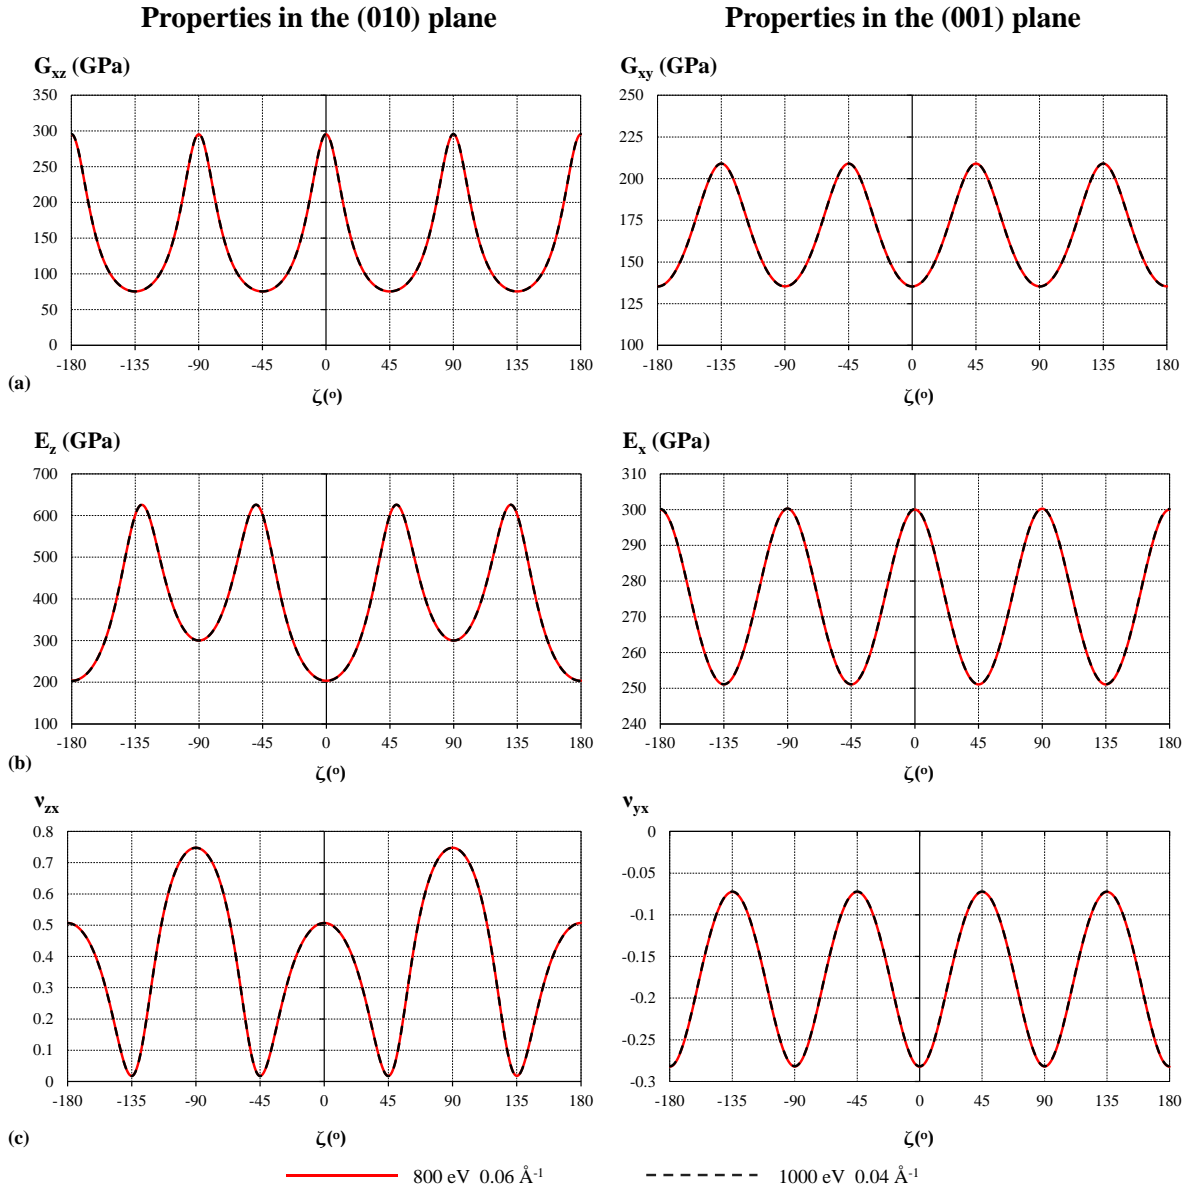 Properties in the (010) plane
Properties in the (001) plane
Gxz (GPa)
350
300
250
200
150
100
50
0
-180 -135 -90 -45 0 45 90 135 180
ζ(º)
Gxy (GPa)
250
225
200
175
150
125
100
-180 -135 -90 -45 0 45 90 135 180
ζ(º)
(a)
Ez (GPa)
700
600
500
400
300
200
100
-180 -135 -90 -45 0 45 90 135 180
ζ(º)
Ex (GPa)
310
300
290
280
270
260
250
240
-180 -135 -90 -45 0 45 90 135 180
ζ(º)
(b)
νzx
0.8
0.7
0.6
0.5
0.4
0.3
0.2
0.1
0
-180 -135 -90 -45 0 45 90 135 180
ζ(º)
νyx
0
-0.05
-0.1
-0.15
-0.2
-0.25
-0.3
-180 -135 -90 -45 0 45 90 135 180
ζ(º)
(c)
800 eV 0.06 Å-1
1000 eV 0.04 Å-1